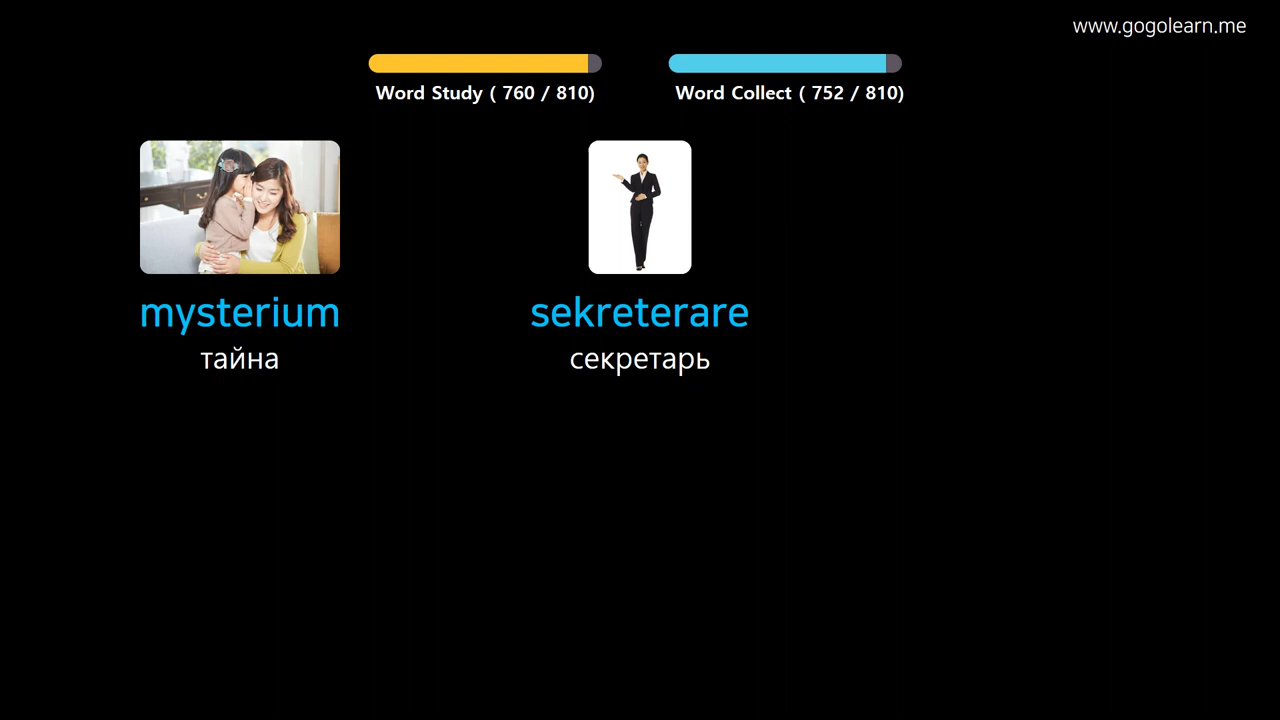 www.gogolearn.me
Word Study ( 760 / 810)
Word Collect ( 752 / 810)
mysterium
тайна
sekreterare
секретарь